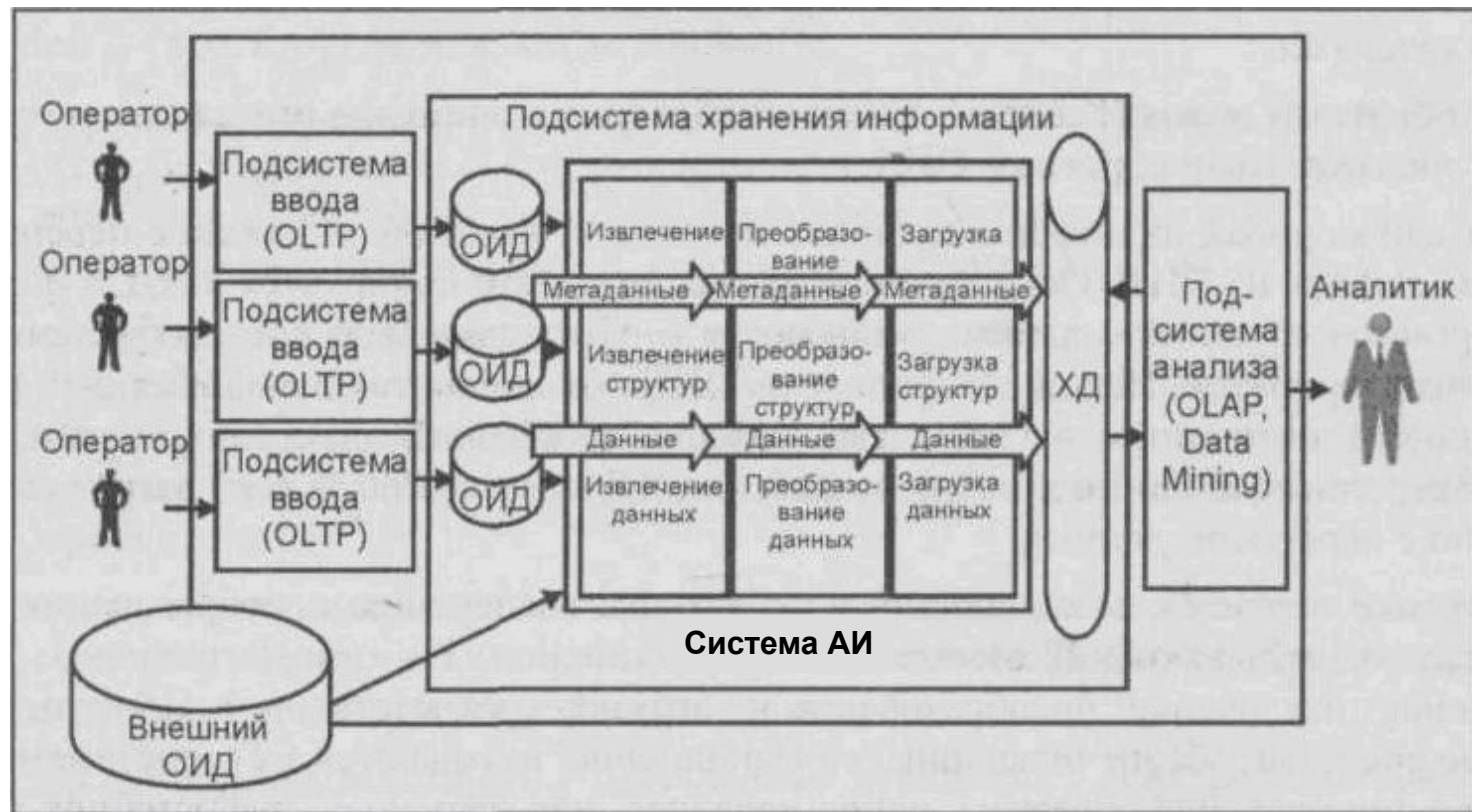 Оператор
Подсистема
ввода
(OLTP)
Оператор
Подсистема
ввода
(OLTP)
Оператор
Подсистема
ввода
(OLTP)
Подсистема хранения информации
ОИД
ОИД
ОИД
Извлечение
Преобразо-
вание
Загрузка
Метаданные
Метаданные
Метаданные
Извлечение
структур
Преобразо-
вание
структур
Загрузка
структур
Данные
Данные
Данные
Извлечение
данных
Преобразо-
вание
данных
Загрузка
данных
ХД
Под-
система
анализа
(OLAP,
Data
Mining)
Аналитик
Система АИ
Внешний
ОИД